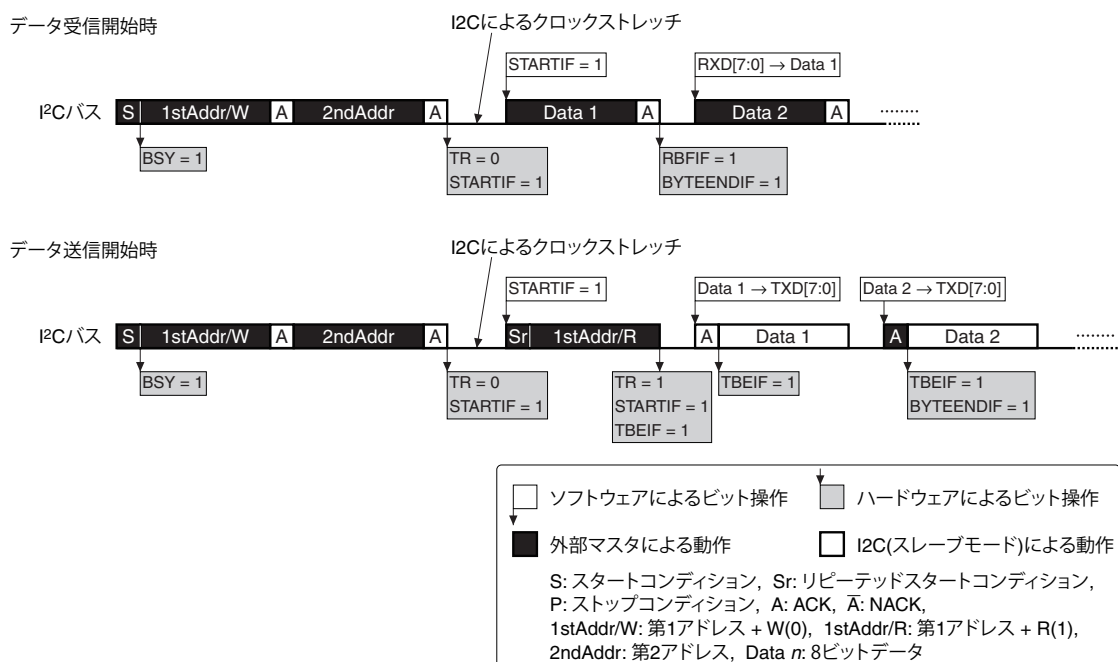 データ受信開始時
I2Cによるクロックストレッチ
STARTIF = 1
RXD[7:0] → Data 1
I²Cバス S 1stAddr/W A 2ndAddr A Data 1 A Data 2 A
BSY = 1
TR = 0
STARTIF = 1
RBFIF = 1
BYTEENDIF = 1
データ送信開始時
I2Cによるクロックストレッチ
STARTIF = 1
Data 1 → TXD[7:0]
Data 2 → TXD[7:0]
I²Cバス S 1stAddr/W A 2ndAddr A Sr 1stAddr/R A Data 1 A Data 2
BSY = 1
TR = 0
STARTIF = 1
TR = 1
STARTIF = 1
TBEIF = 1
TBEIF = 1
TBEIF = 1
BYTEENDIF = 1
ソフトウェアによるビット操作
ハードウェアによるビット操作
外部マスタによる動作
I2C(スレーブモード)による動作
S: スタートコンディション, Sr: リピーテッドスタートコンディション,
P: ストップコンディション, A: ACK, A̅: NACK,
1stAddr/W: 第1アドレス + W(0), 1stAddr/R: 第1アドレス + R(1),
2ndAddr: 第2アドレス, Data n: 8ビットデータ